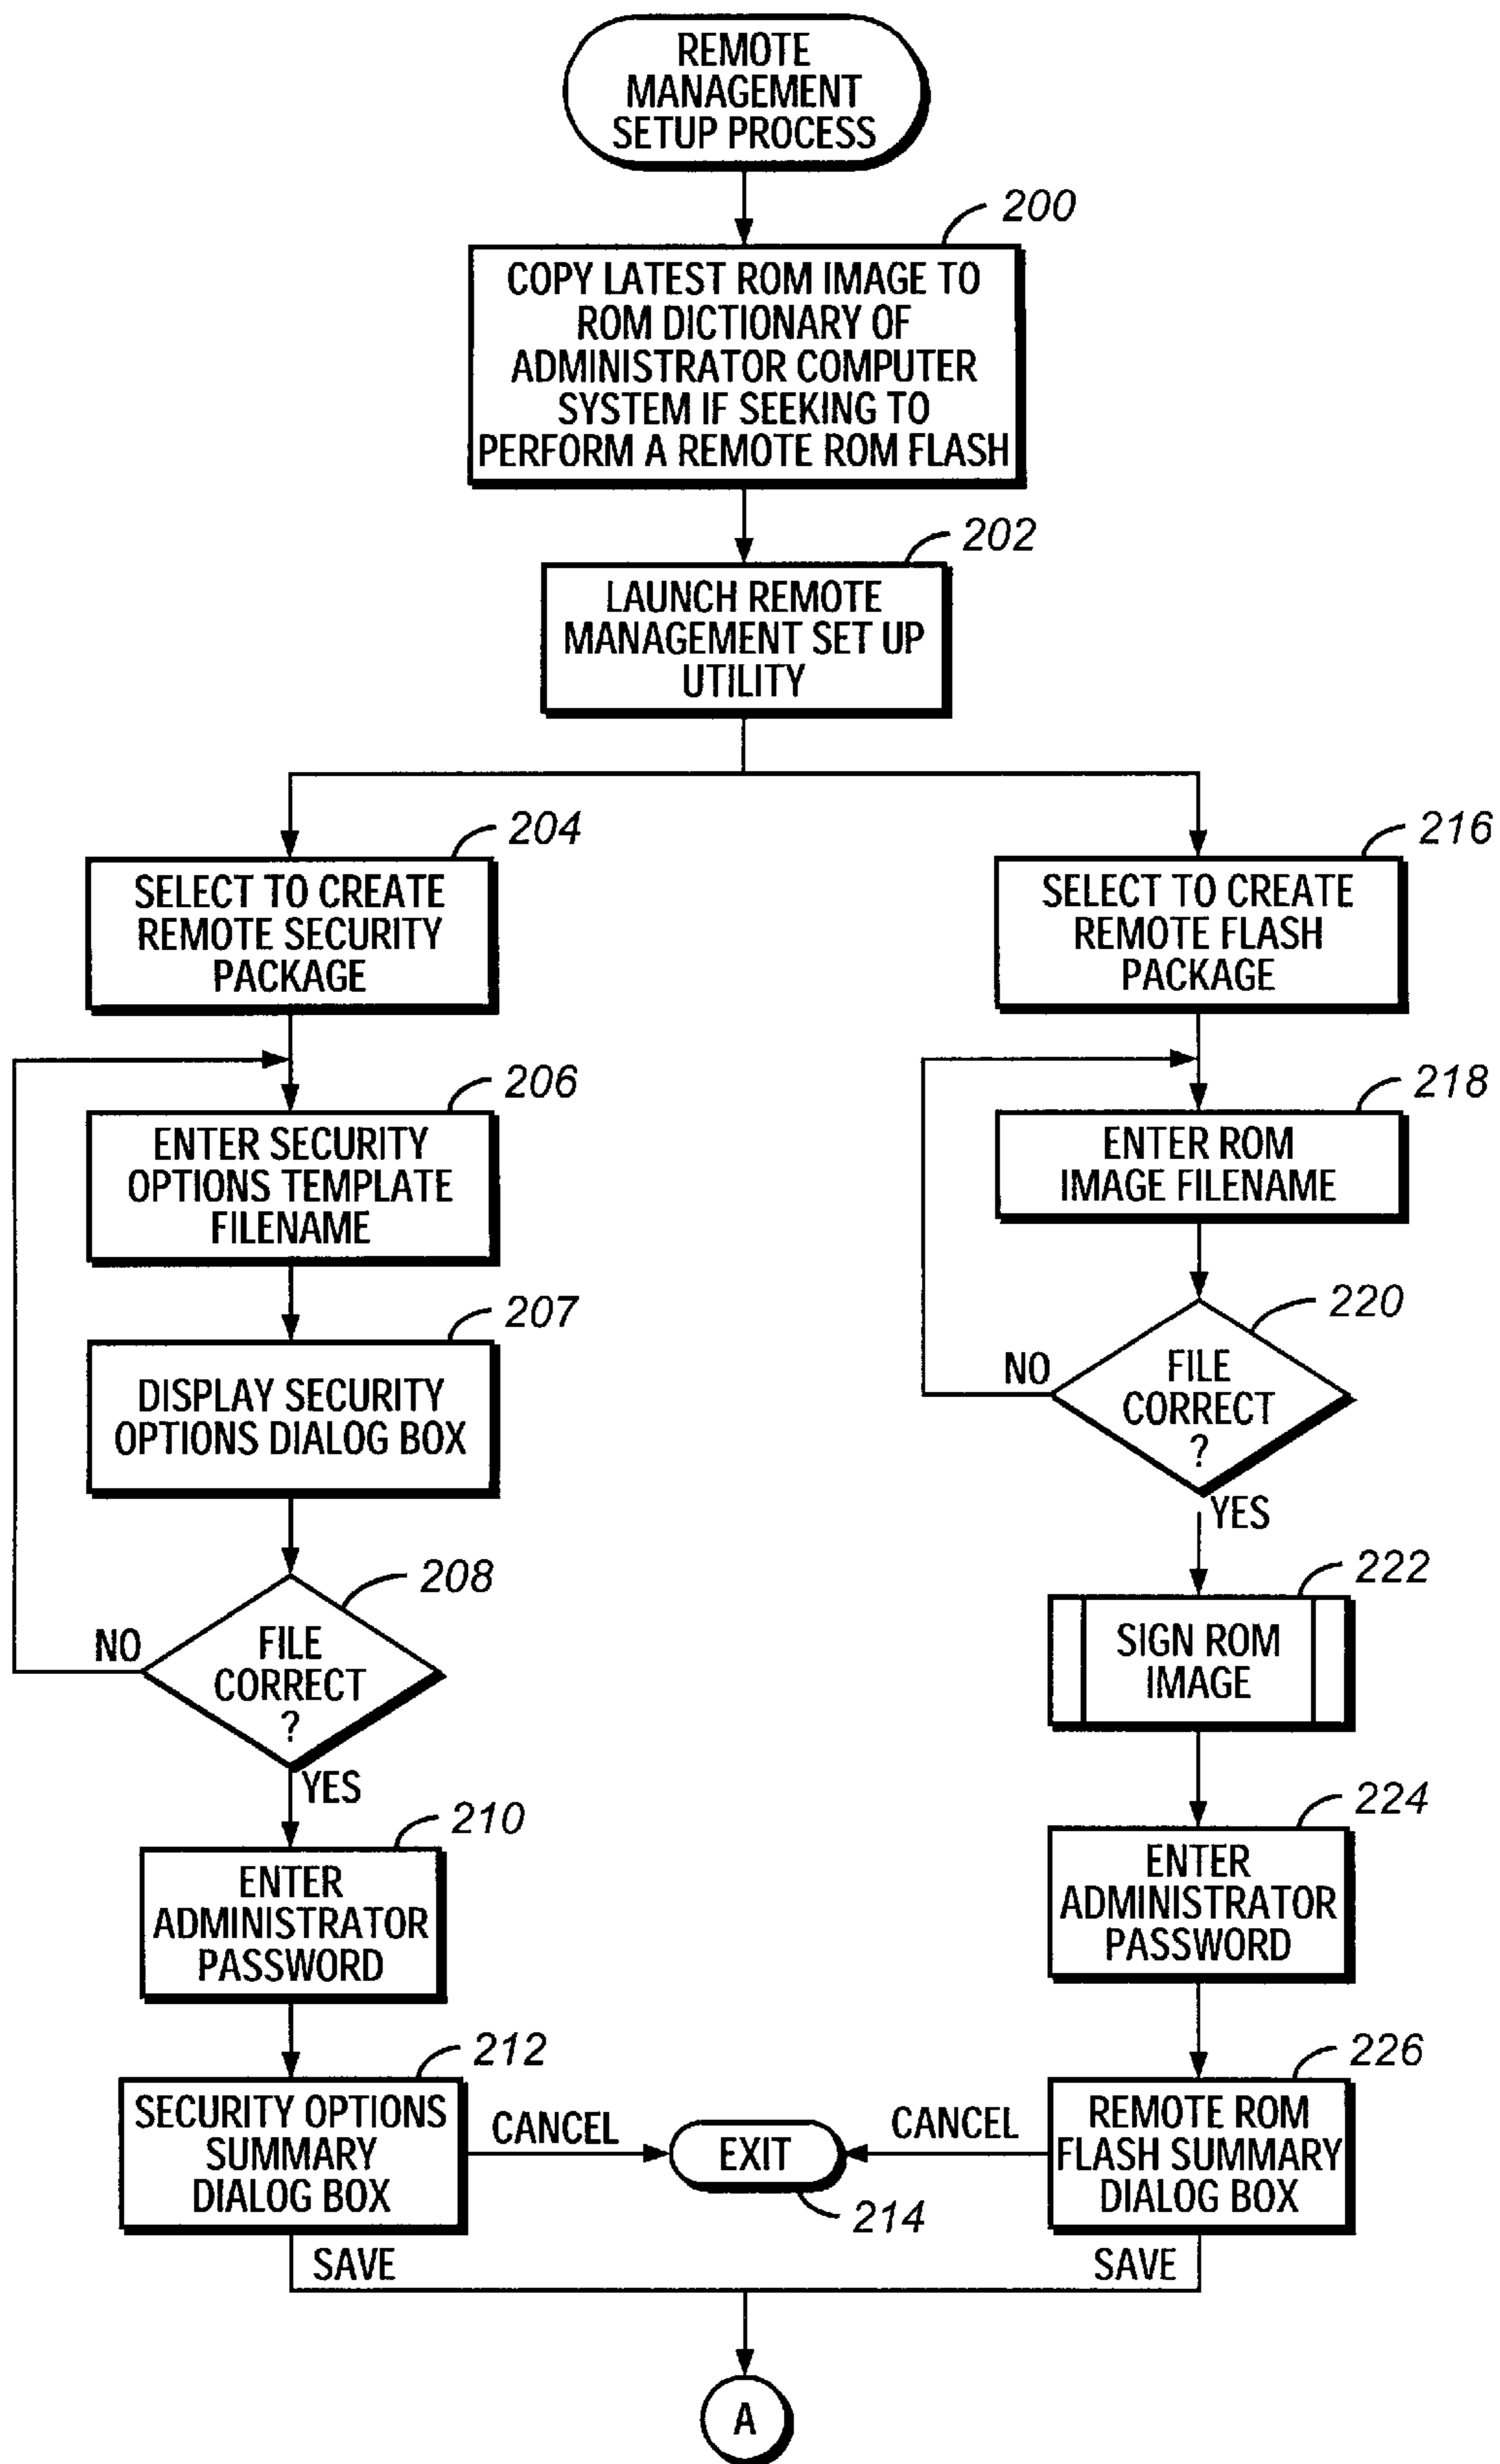 REMOTE
MANAGEMENT
SETUP PROCESS
200
COPY LATEST ROM IMAGE TO
ROM DICTIONARY OF
ADMINISTRATOR COMPUTER
SYSTEM IF SEEKING TO
PERFORM A REMOTE ROM FLASH
202
LAUNCH REMOTE
MANAGEMENT SET UP
UTILITY
204
SELECT TO CREATE
REMOTE SECURITY
PACKAGE
206
ENTER SECURITY
OPTIONS TEMPLATE
FILENAME
207
DISPLAY SECURITY
OPTIONS DIALOG BOX
208
NO
FILE
CORRECT
?
YES
210
ENTER
ADMINISTRATOR
PASSWORD
212
SECURITY OPTIONS
SUMMARY
DIALOG BOX
CANCEL
SAVE
EXIT
214
216
SELECT TO CREATE
REMOTE FLASH
PACKAGE
218
ENTER ROM
IMAGE FILENAME
220
NO
FILE
CORRECT
?
YES
222
SIGN ROM
IMAGE
224
ENTER
ADMINISTRATOR
PASSWORD
226
REMOTE ROM
FLASH SUMMARY
DIALOG BOX
CANCEL
SAVE
A